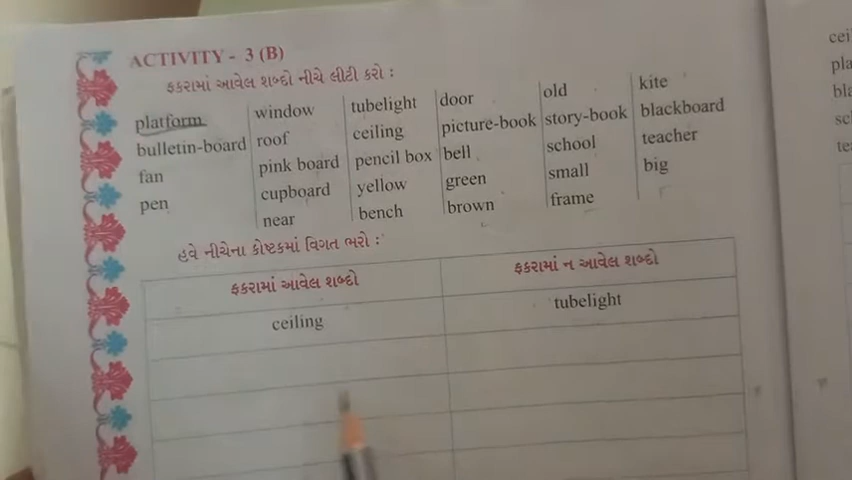 ACTIVITY - 3 (B)
ફકરામાં આવેલ શબ્દો નીચે લીટી કરો :
platform window tubelight door old kite
bulletin-board roof ceiling picture-book story-book blackboard
fan pink board pencil box bell school teacher
pen cupboard yellow green small big
near bench brown frame
હવે નીચેના કોષ્ટકમાં વિગત ભરો :
ફકરામાં આવેલ શબ્દો ફકરામાં ન આવેલ શબ્દો
ceiling tubelight